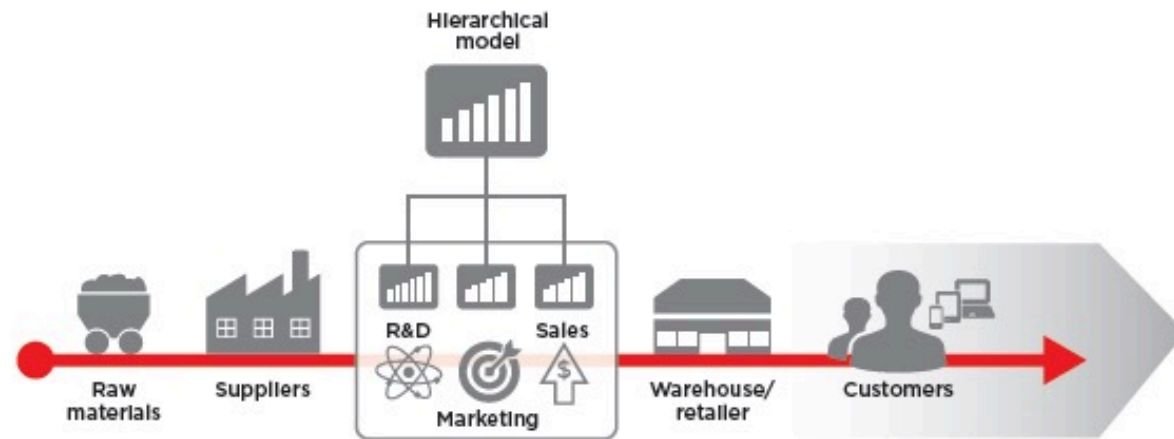 Hierarchical
model
R&D
Sales
$
Marketing
Raw
materials
Suppliers
Warehouse/
retailer
Customers